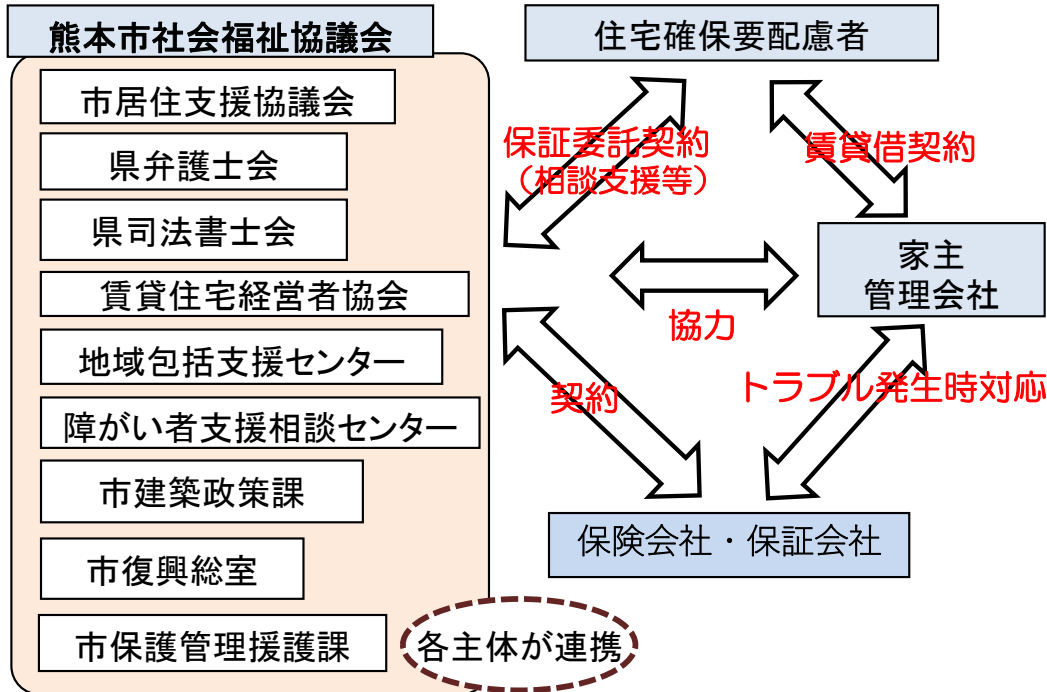 熊本市社会福祉協議会
市居住支援協議会
県弁護士会
県司法書士会
賃貸住宅経営者協会
地域包括支援センター
障がい者支援相談センター
市建築政策課
市復興総室
市保護管理援護課
各主体が連携
住宅確保要配慮者
保証委託契約
（相談支援等）
賃貸借契約
家主
管理会社
協力
契約
トラブル発生時対応
保険会社・保証会社